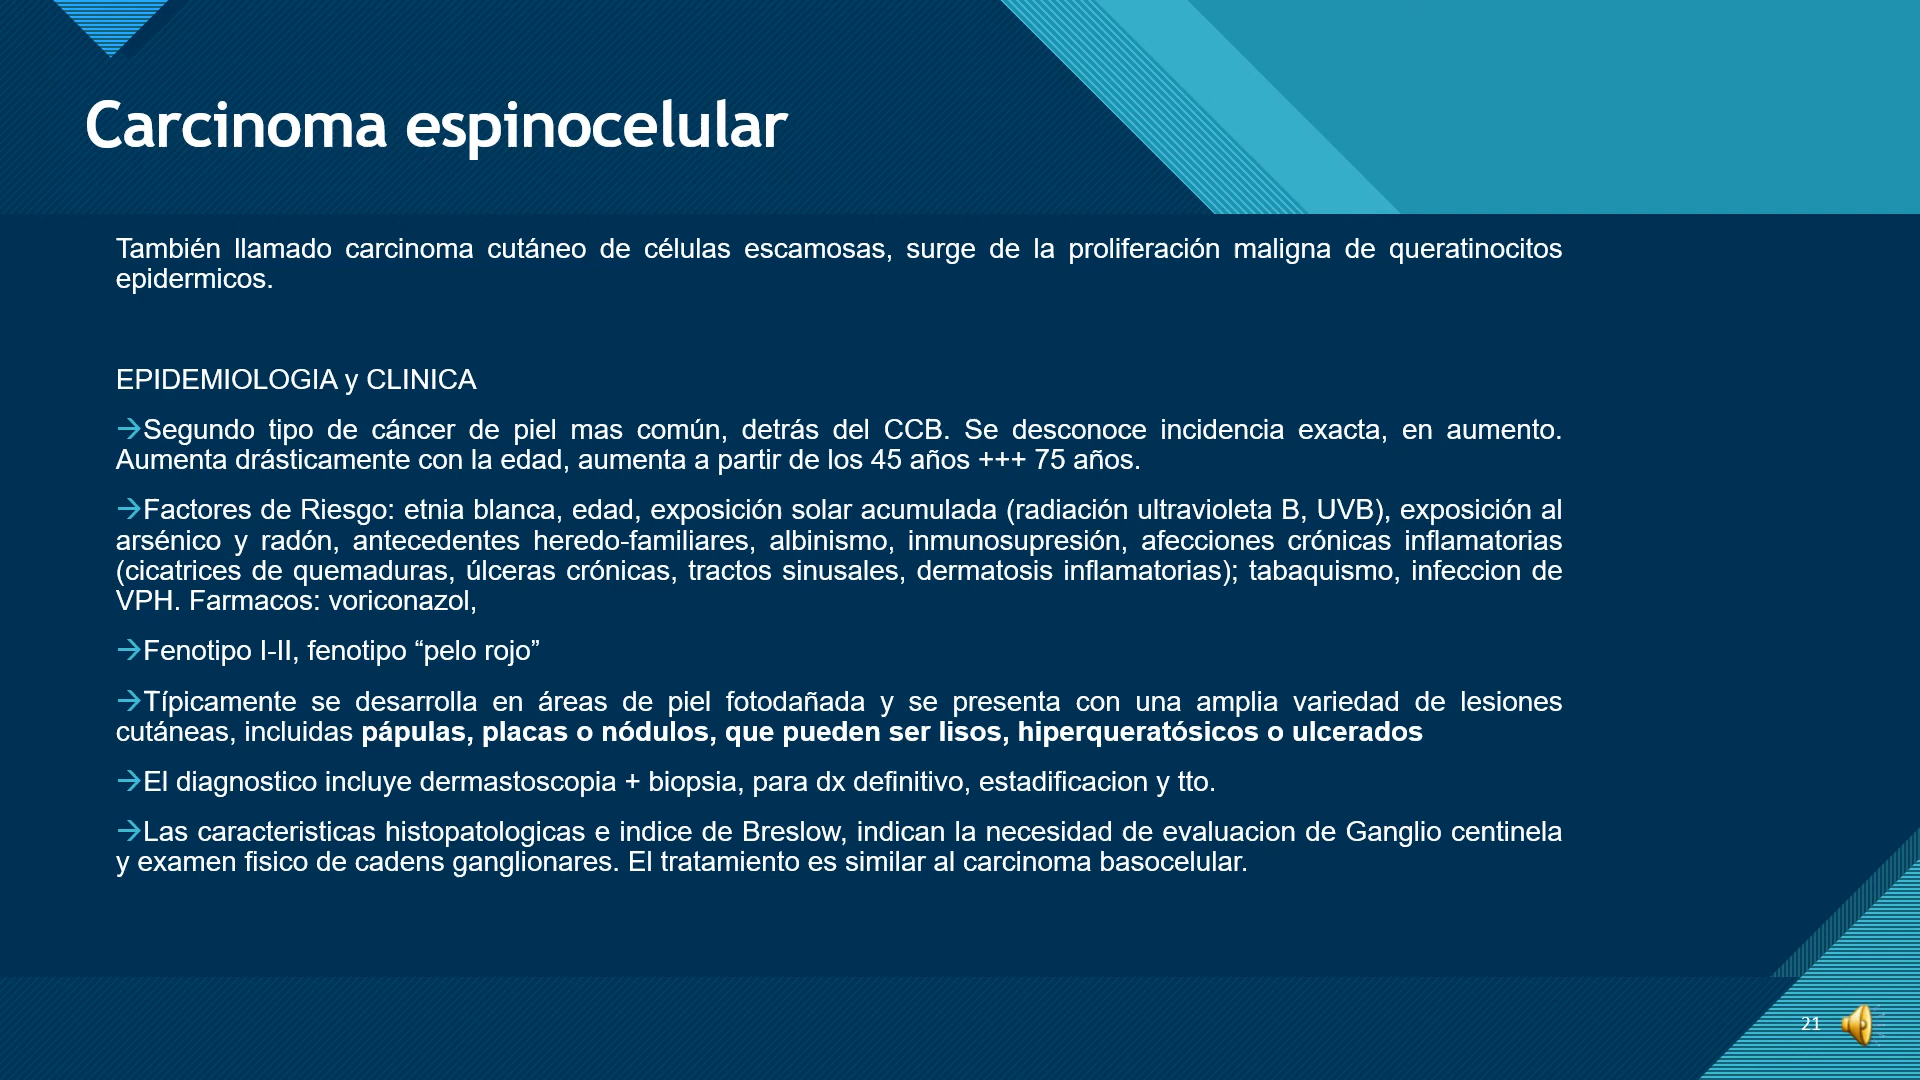 Carcinoma espinocelular
También llamado carcinoma cutáneo de células escamosas, surge de la proliferación maligna de queratinocitos
epidermicos.
EPIDEMIOLOGIA y CLINICA
→Segundo tipo de cáncer de piel mas común, detrás del CCB. Se desconoce incidencia exacta, en aumento.
Aumenta drásticamente con la edad, aumenta a partir de los 45 años +++ 75 años.
→Factores de Riesgo: etnia blanca, edad, exposición solar acumulada (radiación ultravioleta B, UVB), exposición al
arsénico y radón, antecedentes heredo-familiares, albinismo, inmunosupresión, afecciones crónicas inflamatorias
(cicatrices de quemaduras, úlceras crónicas, tractos sinusales, dermatosis inflamatorias); tabaquismo, infeccion de
VPH. Farmacos: voriconazol,
→Fenotipo I-II, fenotipo “pelo rojo”
→Típicamente se desarrolla en áreas de piel fotodañada y se presenta con una amplia variedad de lesiones
cutáneas, incluidas pápulas, placas o nódulos, que pueden ser lisos, hiperqueratósicos o ulcerados
→El diagnostico incluye dermastoscopia + biopsia, para dx definitivo, estadificacion y tto.
→Las caracteristicas histopatologicas e indice de Breslow, indican la necesidad de evaluacion de Ganglio centinela
y examen fisico de cadens ganglionares. El tratamiento es similar al carcinoma basocelular.
21